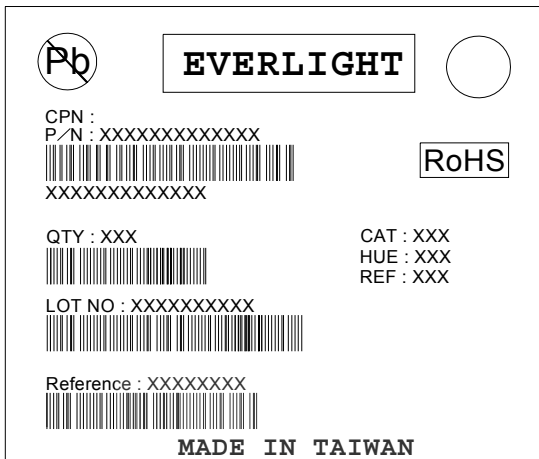 Pb
EVERLIGHT
CPN :
P/N : XXXXXXXXXXXXX
RoHS
XXXXXXXXXXXXX
QTY : XXX
CAT : XXX
HUE : XXX
REF : XXX
LOT NO : XXXXXXXXXX
Reference : XXXXXXXX
MADE IN TAIWAN